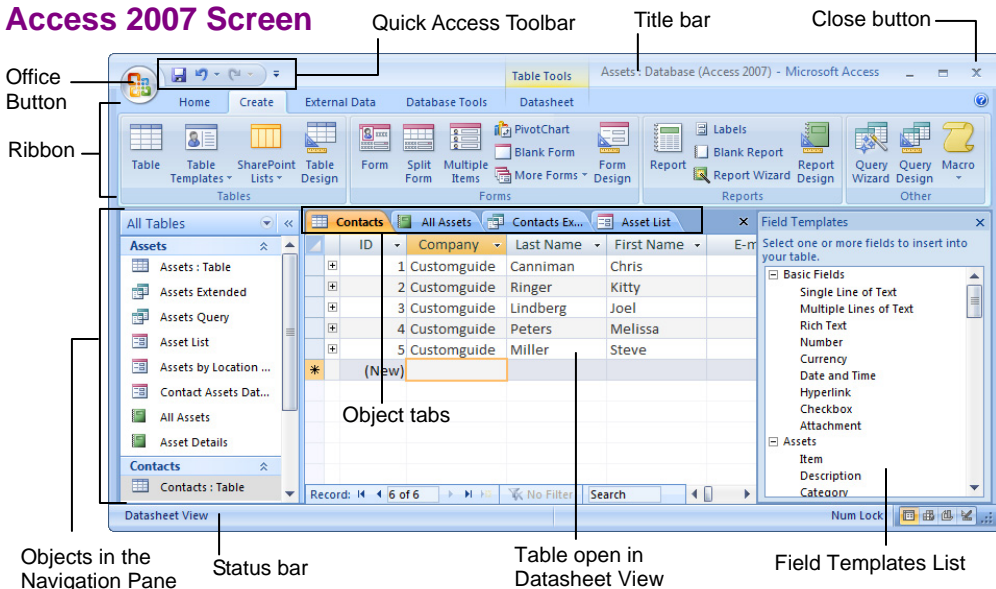 Access 2007 Screen
Quick Access Toolbar
Title bar
Close button
Office
Button
Ribbon
Table Tools
Assets : Database (Access 2007) - Microsoft Access
Home
Create
External Data
Database Tools
Datasheet
Table
Table
Templates
SharePoint
Lists
Table
Design
Tables
Form
Split
Form
Multiple
Items
PivotChart
Blank Form
More Forms
Form
Design
Forms
Report
Labels
Blank Report
Report Wizard
Report
Design
Reports
Query
Wizard
Query
Design
Macro
Other
All Tables
Assets
Assets : Table
Assets Extended
Assets Query
Asset List
Assets by Location ...
Contact Assets Dat...
All Assets
Asset Details
Contacts
Contacts : Table
Contacts
All Assets
Contacts Ex...
Asset List
ID Company Last Name First Name E-m
1 Customguide Canniman Chris
2 Customguide Ringer Kitty
3 Customguide Lindberg Joel
4 Customguide Peters Melissa
5 Customguide Miller Steve
(New)
Object tabs
Record: 6 of 6 No Filter Search
Field Templates
Select one or more fields to insert into
your table.
Basic Fields
Single Line of Text
Multiple Lines of Text
Rich Text
Number
Currency
Date and Time
Hyperlink
Checkbox
Attachment
Assets
Item
Description
Category
Datasheet View
Num Lock
Objects in the
Navigation Pane
Status bar
Table open in
Datasheet View
Field Templates List